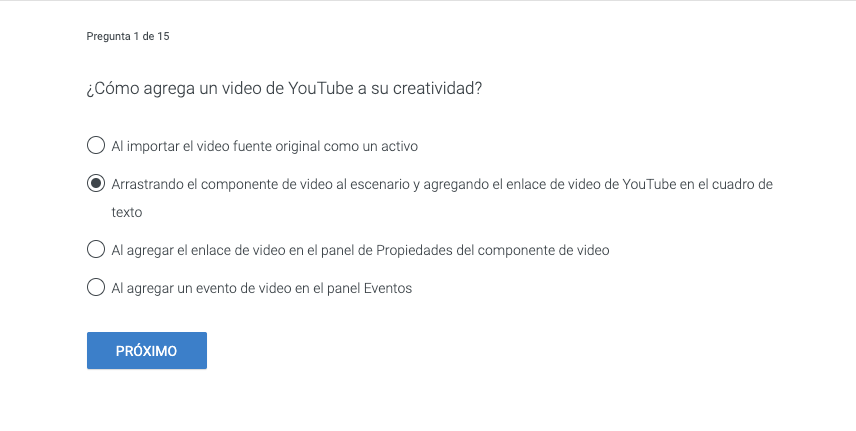 Pregunta 1 de 15
¿Cómo agrega un video de YouTube a su creatividad?
Al importar el video fuente original como un activo
Arrastrando el componente de video al escenario y agregando el enlace de video de YouTube en el cuadro de
texto
Al agregar el enlace de video en el panel de Propiedades del componente de video
Al agregar un evento de video en el panel Eventos
PRÓXIMO